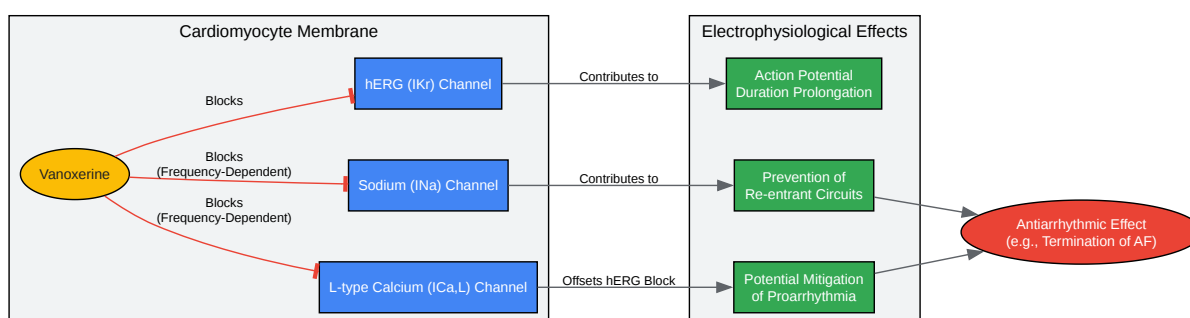 Cardiomyocyte Membrane
Electrophysiological Effects
hERG (IKr) Channel
Contributes to
Action Potential
Duration Prolongation
Blocks
Vanoxerine
Blocks
(Frequency-Dependent)
Sodium (INa) Channel
Contributes to
Prevention of
Re-entrant Circuits
Blocks
(Frequency-Dependent)
Antiarrhythmic Effect
(e.g., Termination of AF)
L-type Calcium (ICa,L) Channel
Offsets hERG Block
Potential Mitigation
of Proarrhythmia